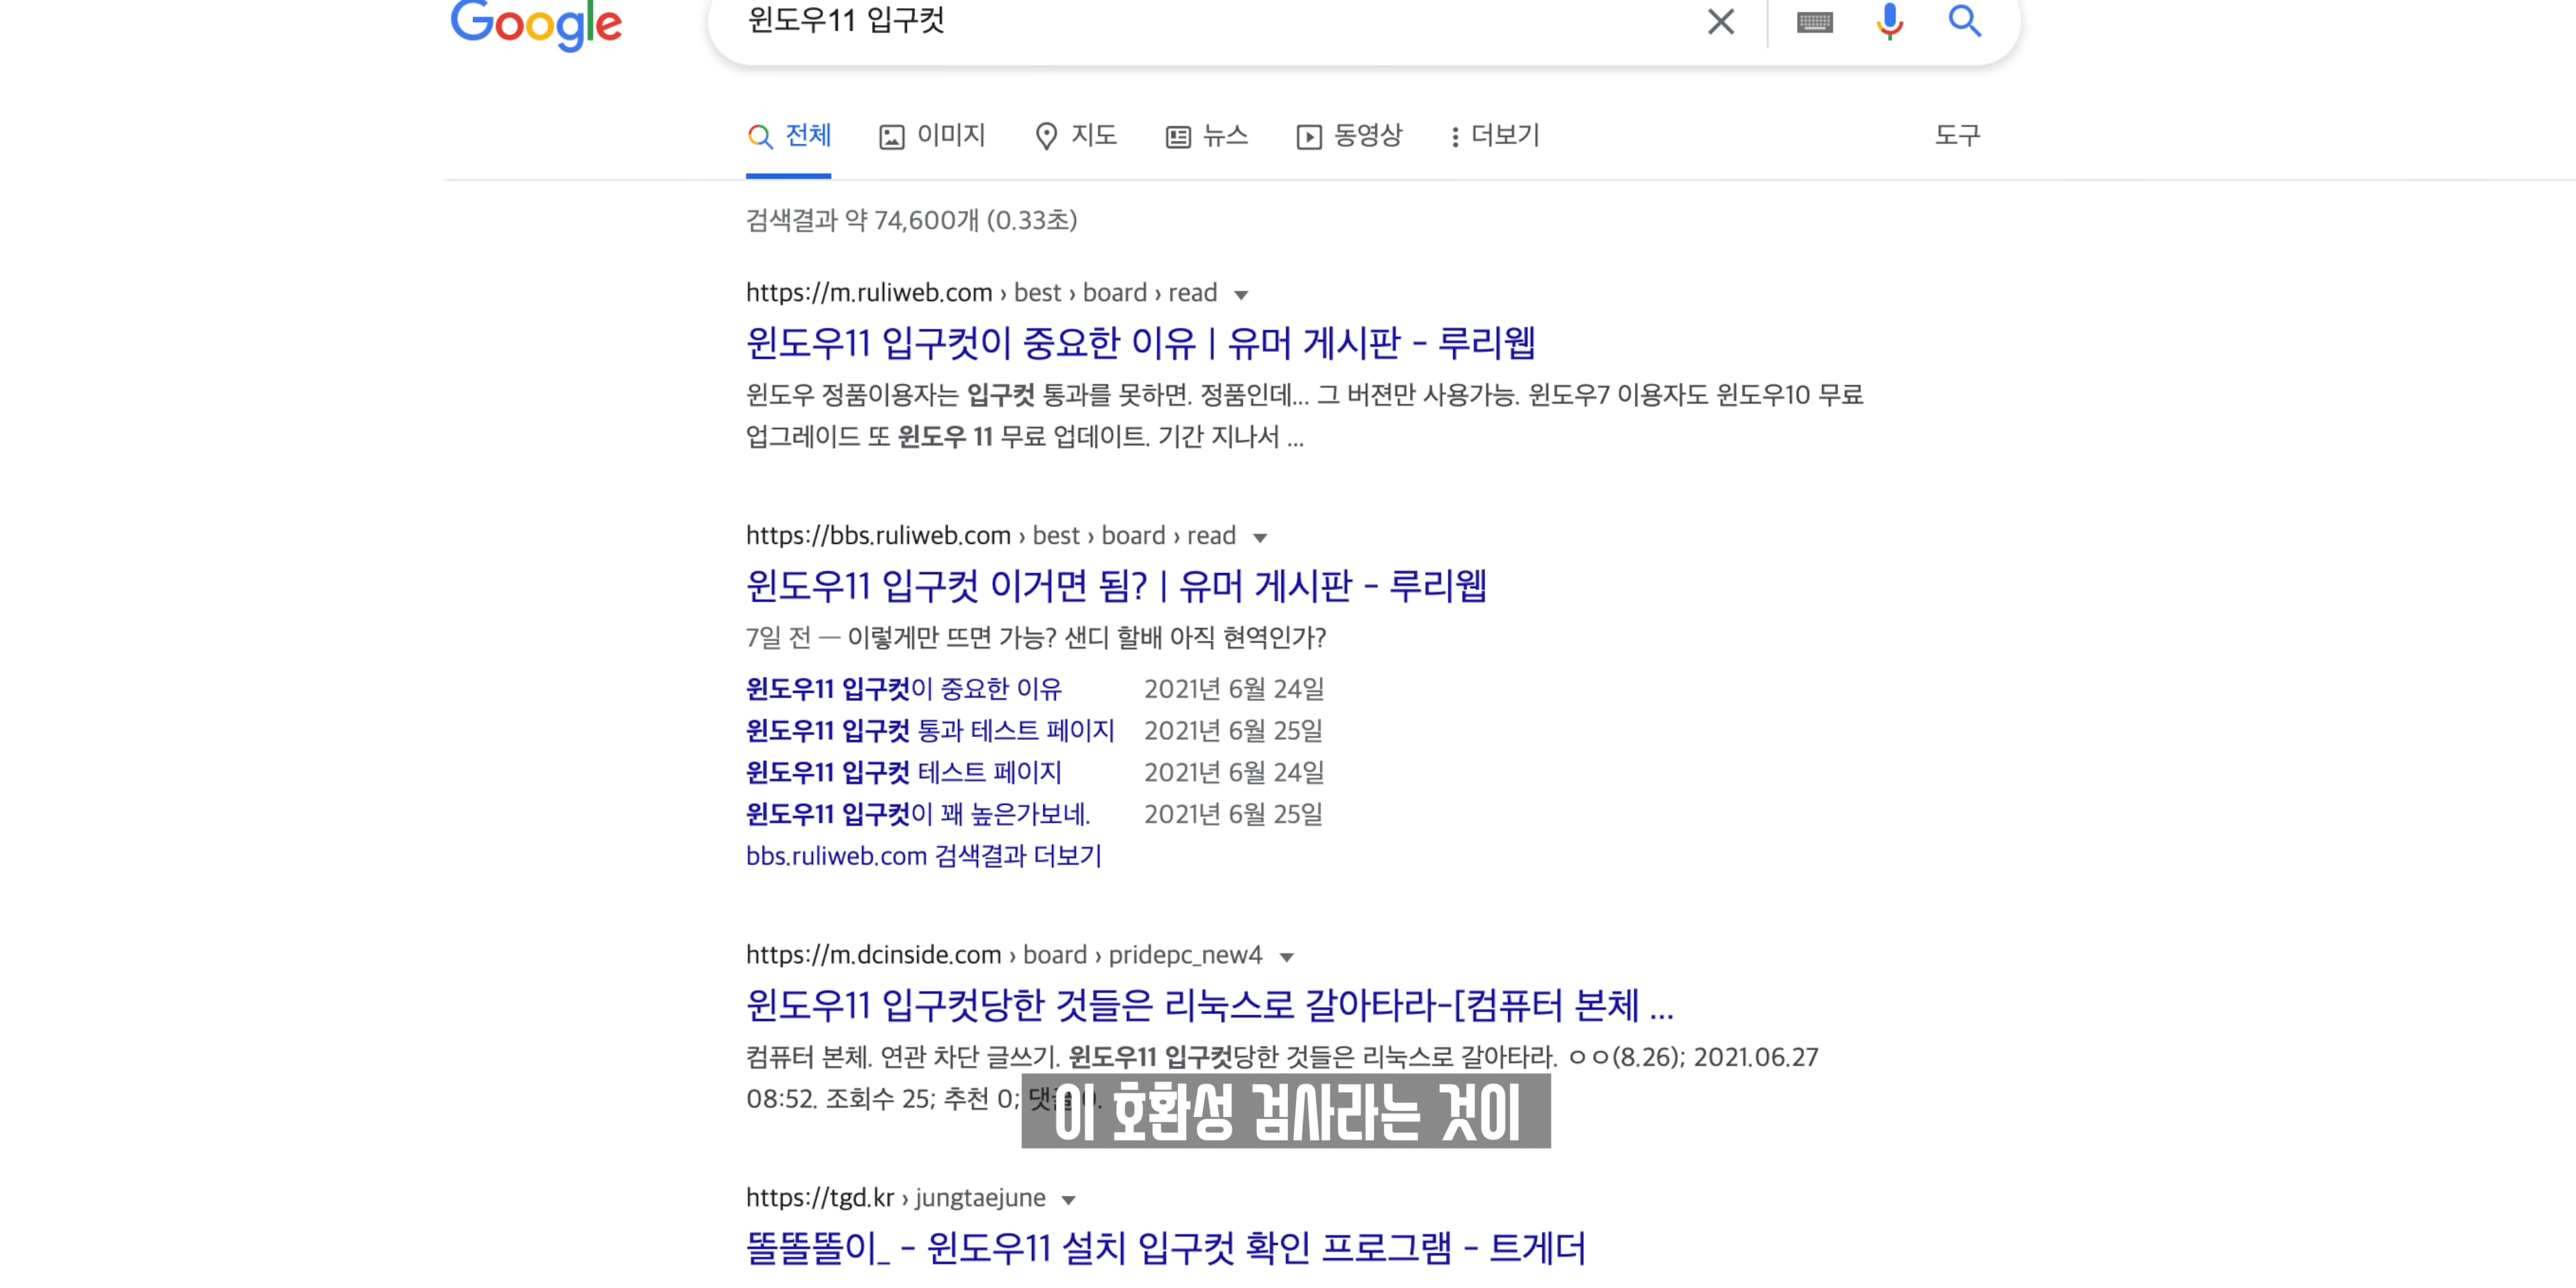 Google
윈도우11 입구컷
전체 이미지 지도 뉴스 동영상 더보기 도구
검색결과 약 74,600개 (0.33초)
https://m.ruliweb.com › best › board › read
윈도우11 입구컷이 중요한 이유 | 유머 게시판 - 루리웹
윈도우 정품이용자는 입구컷 통과를 못하면. 정품인데... 그 버젼만 사용가능. 윈도우7 이용자도 윈도우10 무료
업그레이드 또 윈도우 11 무료 업데이트. 기간 지나서 ...
https://bbs.ruliweb.com › best › board › read
윈도우11 입구컷 이거면 됨? | 유머 게시판 - 루리웹
7일 전 — 이렇게만 뜨면 가능? 샌디 할배 아직 현역인가?
윈도우11 입구컷이 중요한 이유 2021년 6월 24일
윈도우11 입구컷 통과 테스트 페이지 2021년 6월 25일
윈도우11 입구컷 테스트 페이지 2021년 6월 24일
윈도우11 입구컷이 꽤 높은가보네. 2021년 6월 25일
bbs.ruliweb.com 검색결과 더보기
https://m.dcinside.com › board › pridepc_new4
윈도우11 입구컷당한 것들은 리눅스로 갈아타라-[컴퓨터 본체 ...
컴퓨터 본체. 연관 차단 글쓰기. 윈도우11 입구컷당한 것들은 리눅스로 갈아타라. ㅇㅇ(8.26); 2021.06.27
08:52. 조회수 25; 추천 0; 댓글 0.
이 호환성 검사라는 것이
https://tgd.kr › jungtaejune
똘똘똘이_ - 윈도우11 설치 입구컷 확인 프로그램 - 트게더